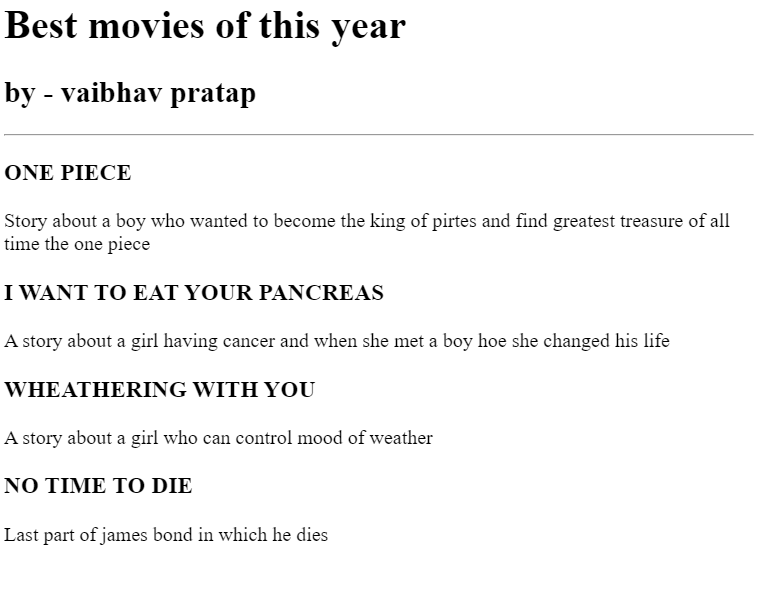 Best movies of this year
by - vaibhav pratap
ONE PIECE
Story about a boy who wanted to become the king of pirtes and find greatest treasure of all
time the one piece
I WANT TO EAT YOUR PANCREAS
A story about a girl having cancer and when she met a boy hoe she changed his life
WHEATHERING WITH YOU
A story about a girl who can control mood of weather
NO TIME TO DIE
Last part of james bond in which he dies